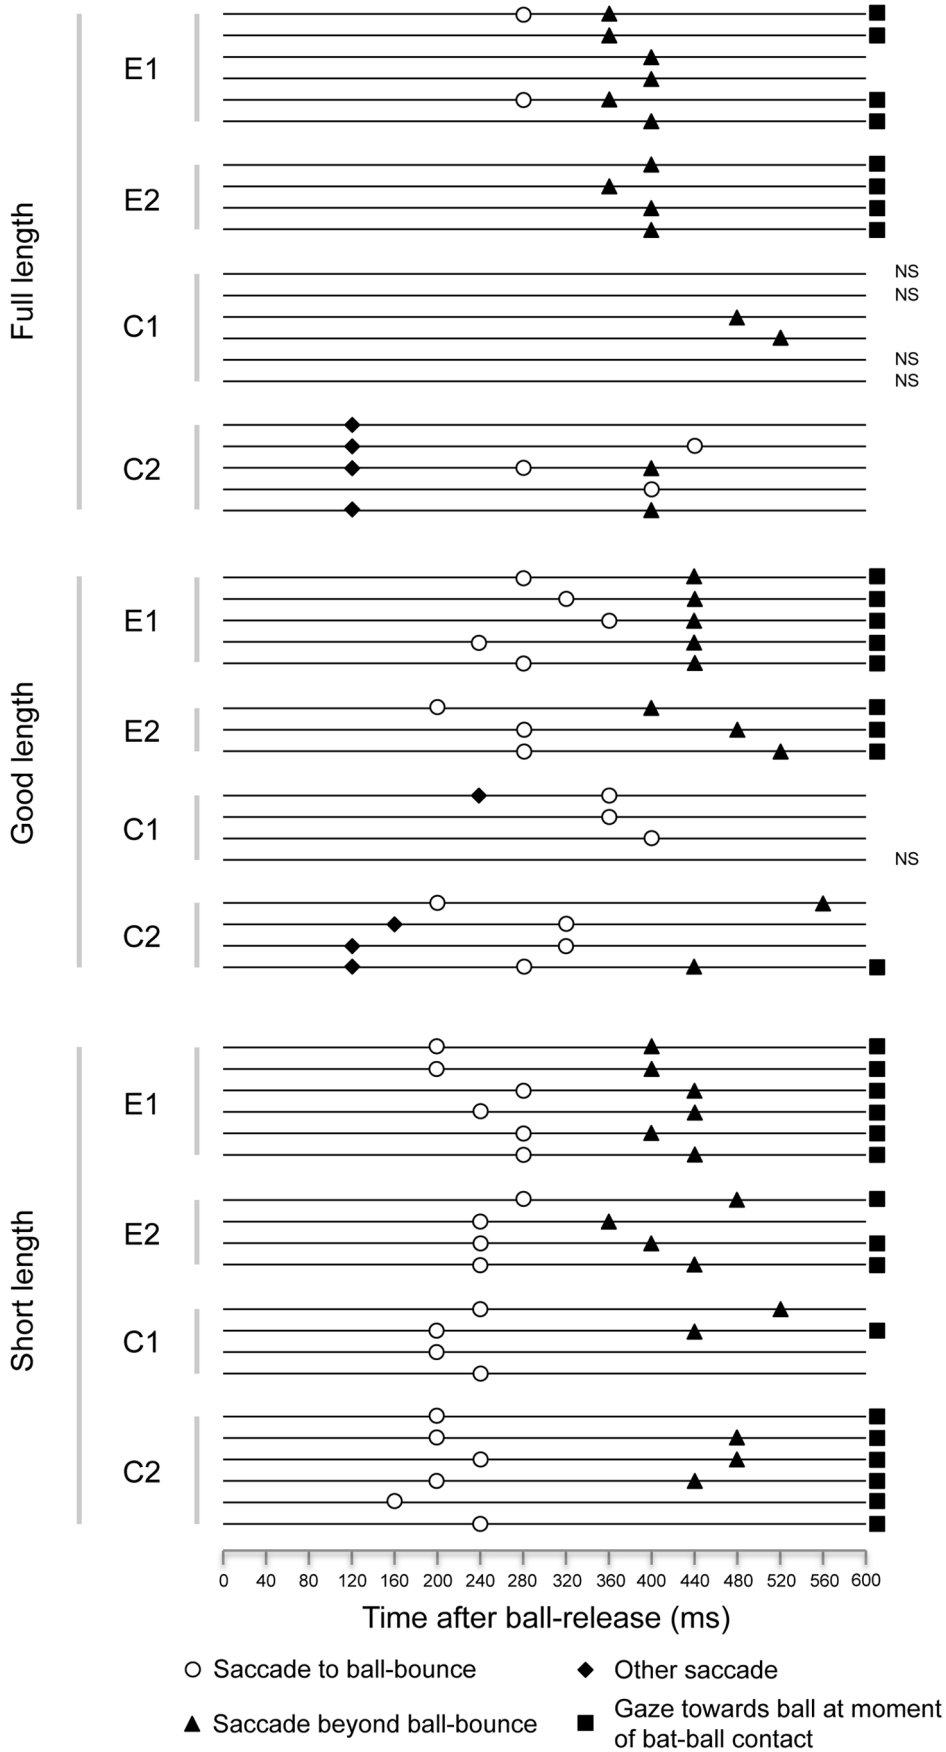 Full length
E1
E2
NS
NS
C1
NS
NS
C2
Good length
E1
E2
C1
NS
C2
Short length
E1
E2
C1
C2
0 40 80 120 160 200 240 280 320 360 400 440 480 520 560 600
Time after ball-release (ms)
Saccade to ball-bounce
Other saccade
Saccade beyond ball-bounce
Gaze towards ball at moment
of bat-ball contact